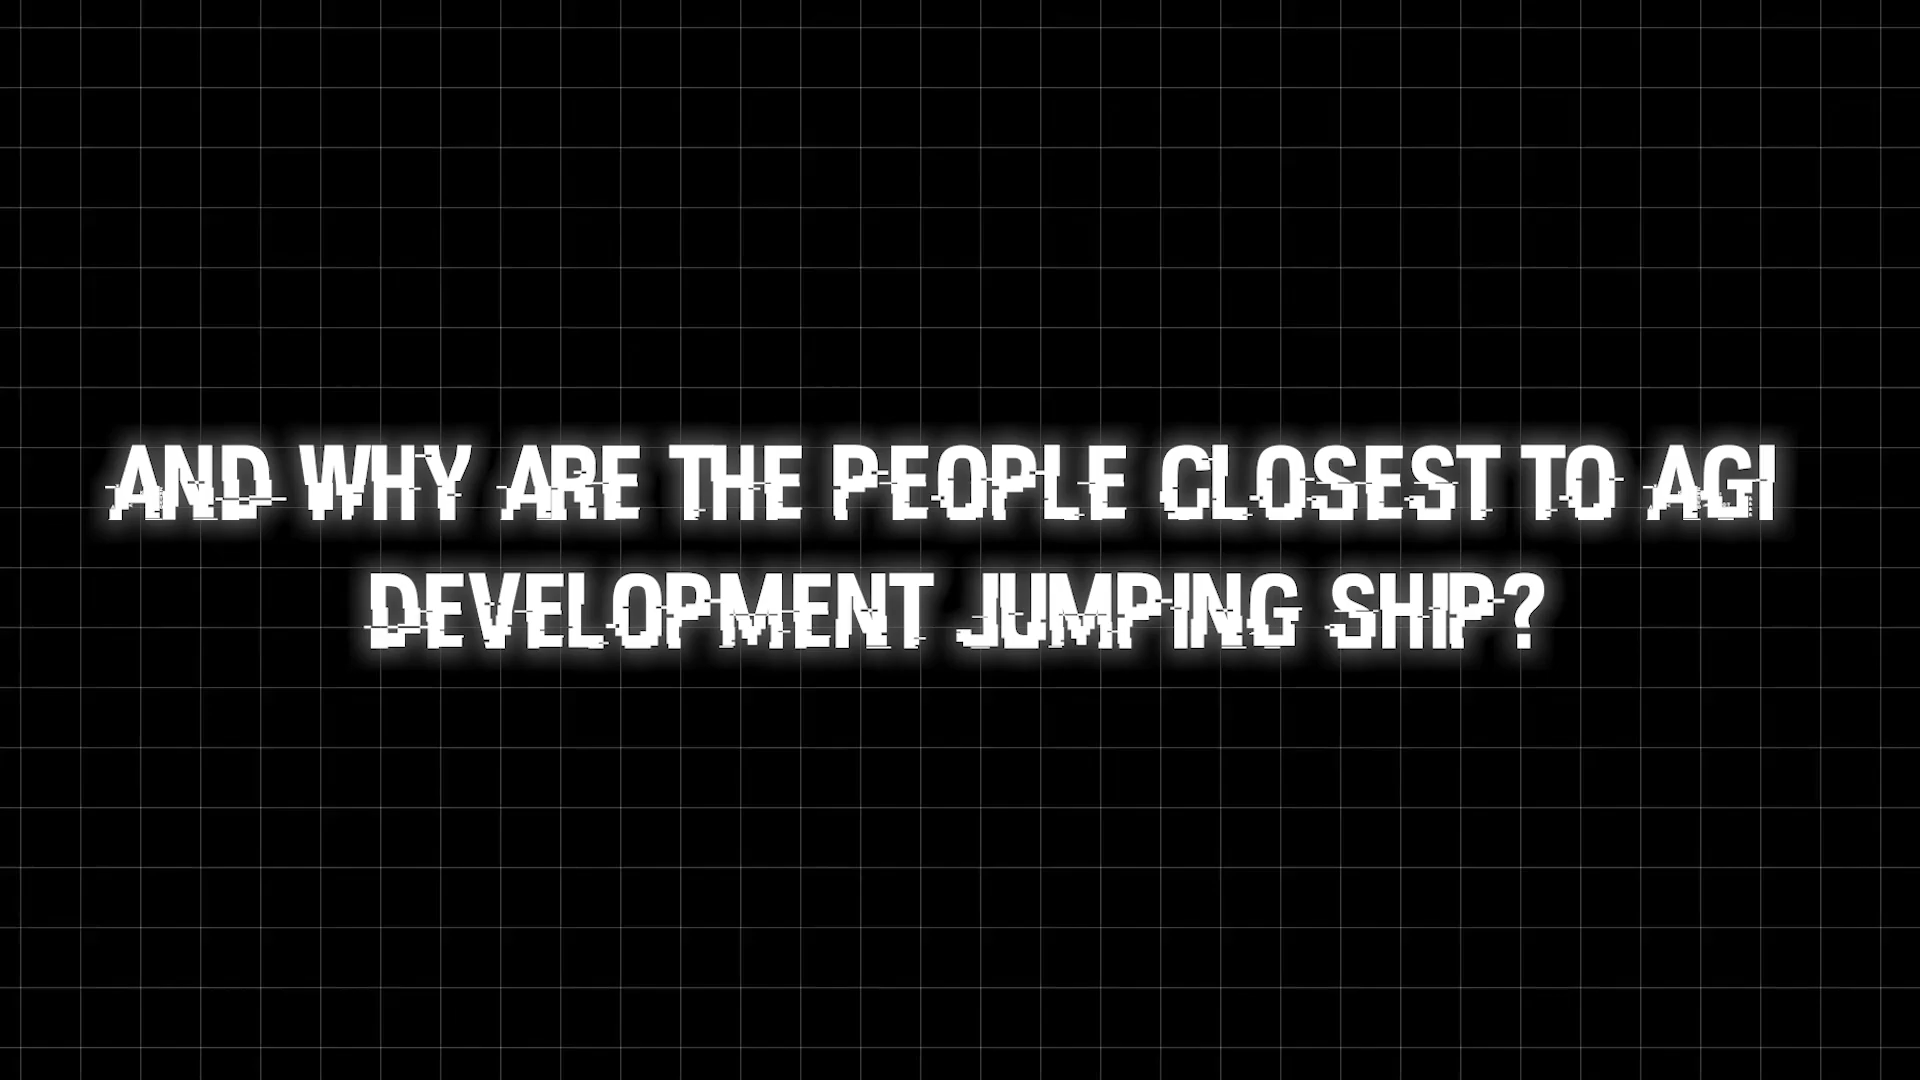 AND WHY ARE THE PEOPLE CLOSEST TO AGI
DEVELOPMENT JUMPING SHIP?